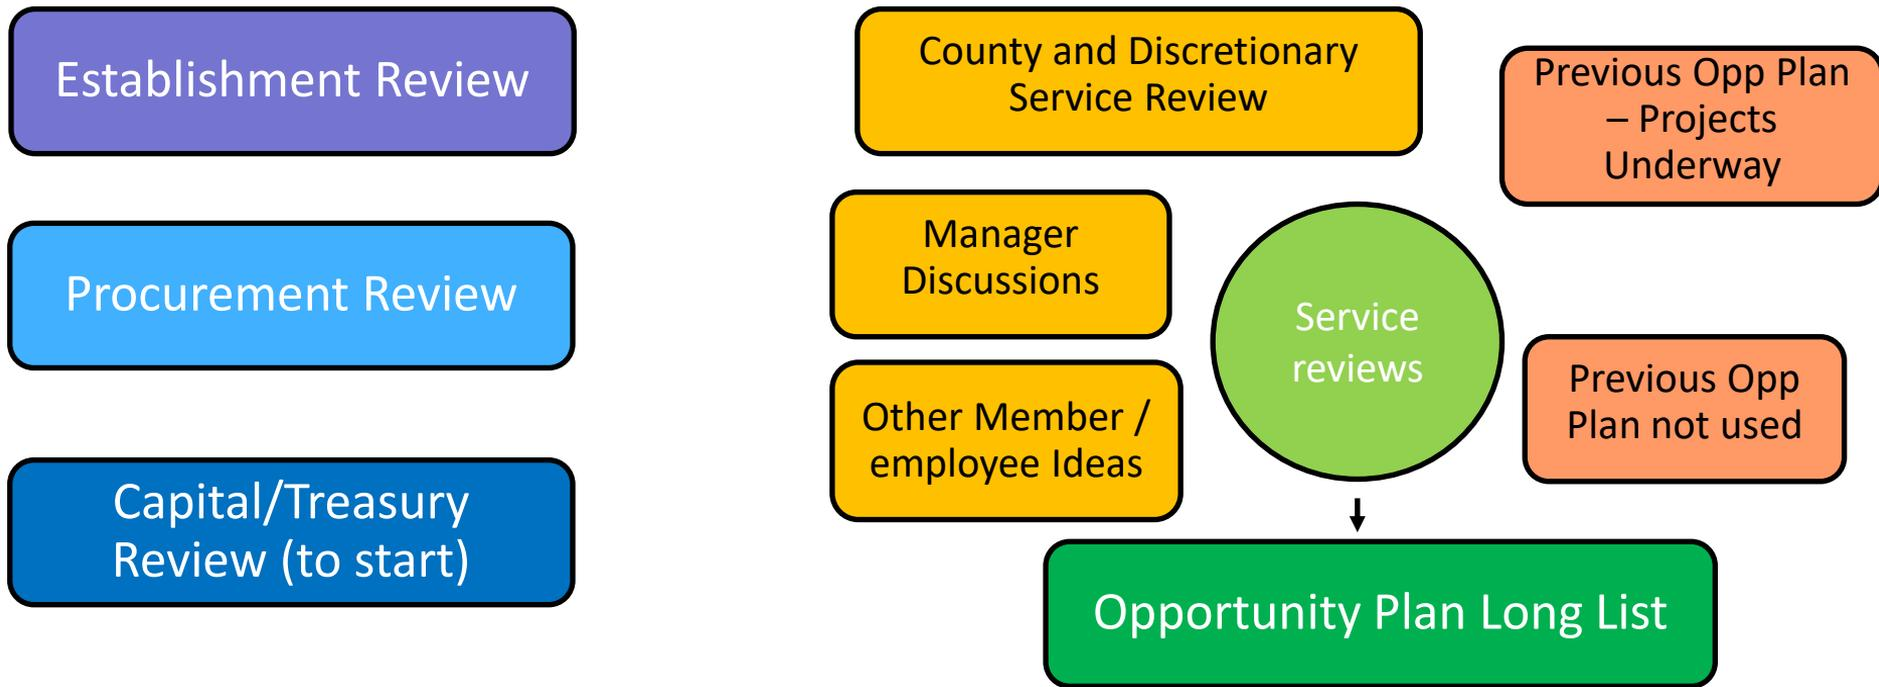 Establishment Review
Procurement Review
Capital/Treasury
Review (to start)
County and Discretionary
Service Review
Previous Opp Plan
– Projects
Underway
Manager
Discussions
Service
reviews
Other Member /
employee Ideas
Previous Opp
Plan not used
Opportunity Plan Long List